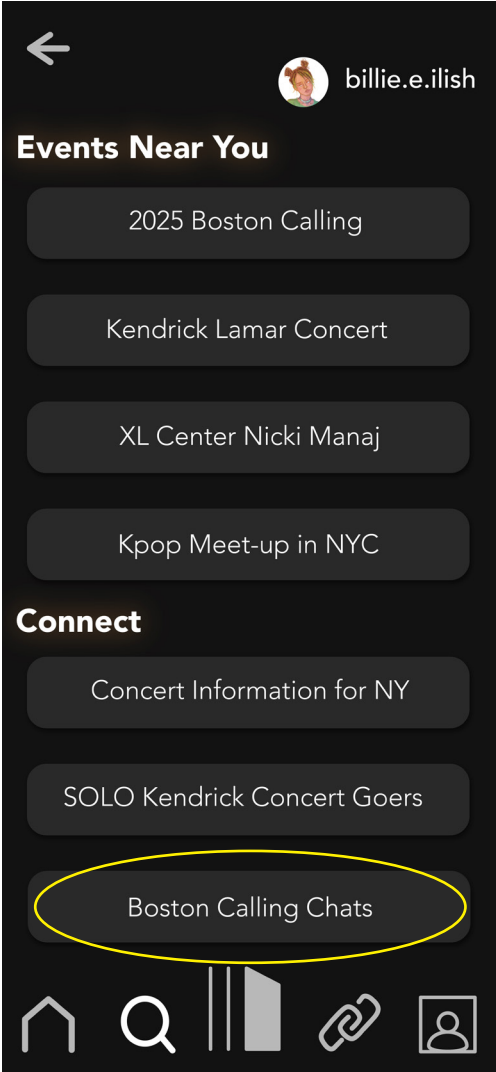 billie.e.ilish
Events Near You
2025 Boston Calling
Kendrick Lamar Concert
XL Center Nicki Manaj
Kpop Meet-up in NYC
Connect
Concert Information for NY
SOLO Kendrick Concert Goers
Boston Calling Chats